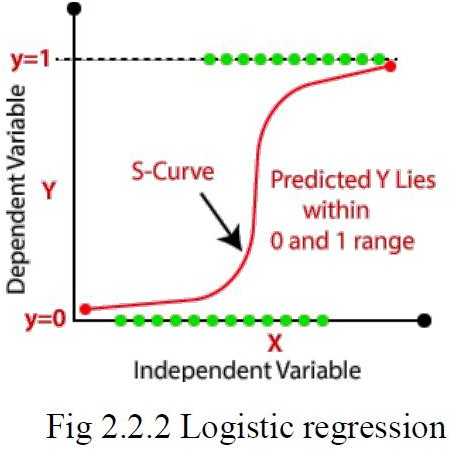 y=1
Dependent Variable
Y
S-Curve
Predicted Y Lies
within
0 and 1 range
y=0
X
Independent Variable
Fig 2.2.2 Logistic regression